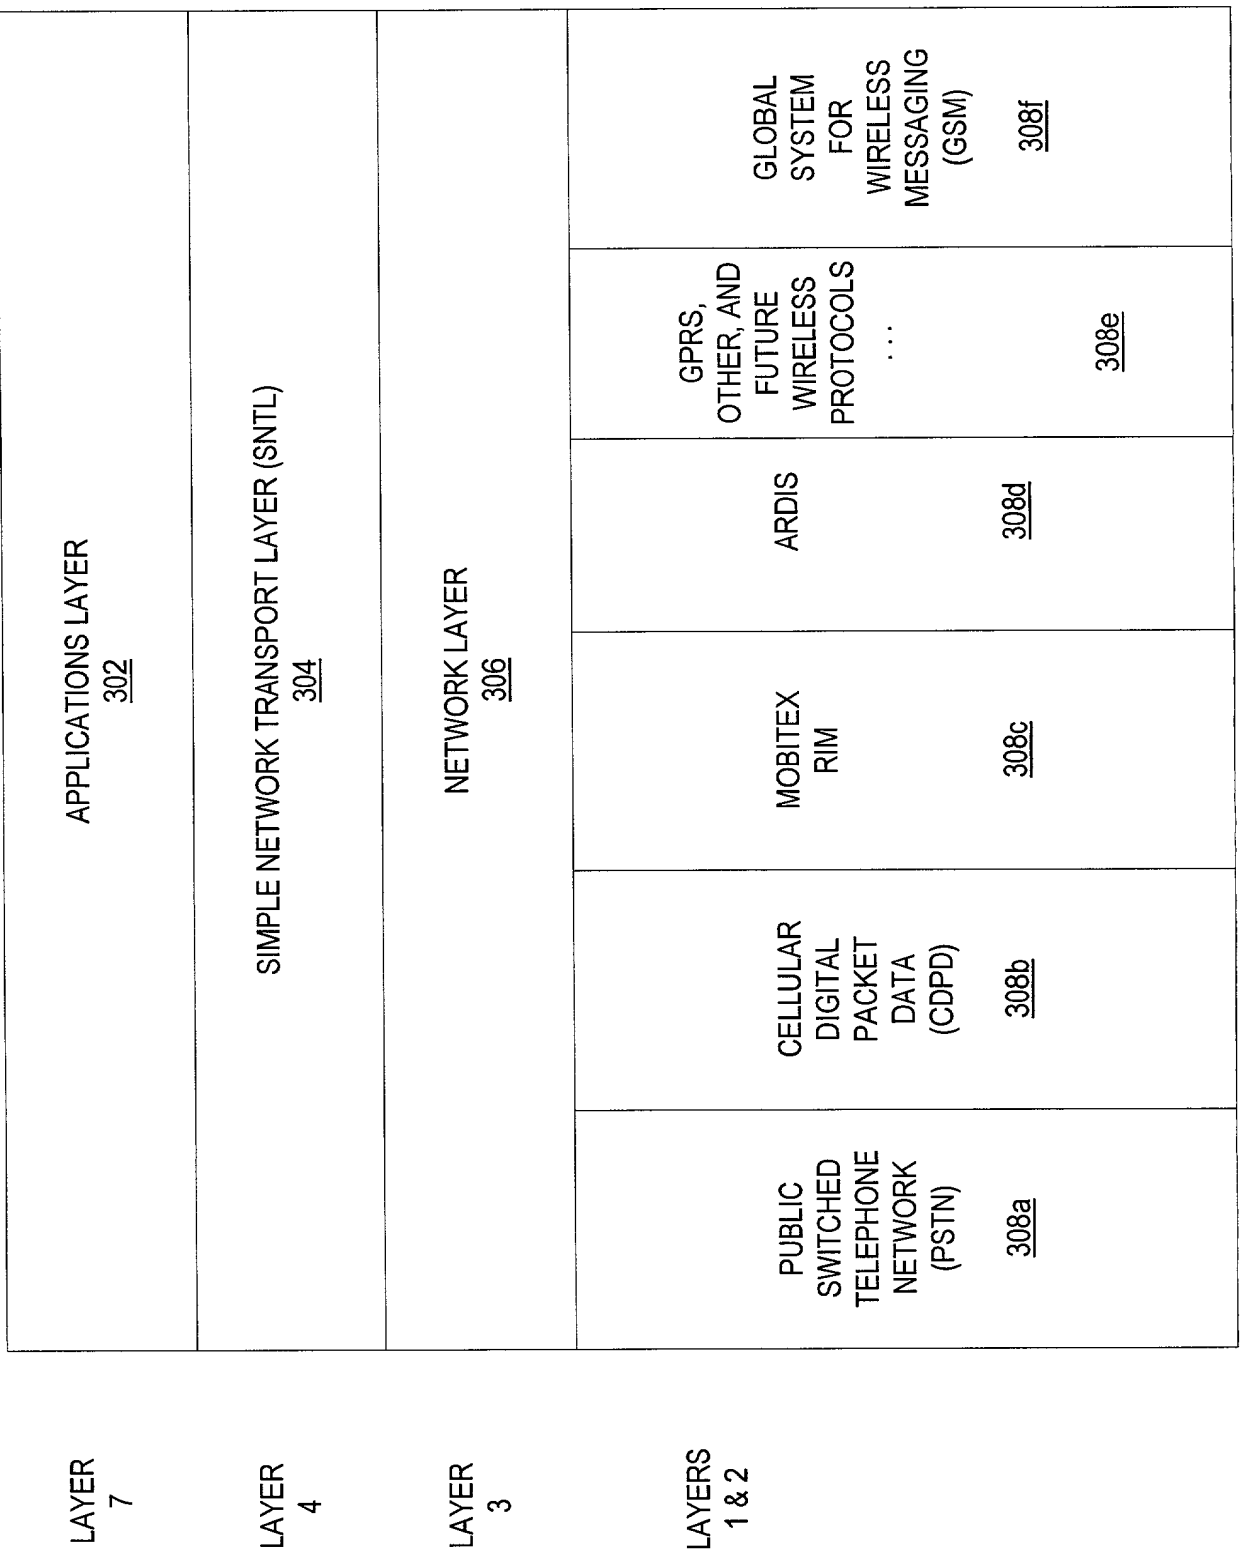 LAYER
7
APPLICATIONS LAYER
302
LAYER
4
SIMPLE NETWORK TRANSPORT LAYER (SNTL)
304
LAYER
3
NETWORK LAYER
306
LAYERS
1 & 2
PUBLIC
SWITCHED
TELEPHONE
NETWORK
(PSTN)
308a
CELLULAR
DIGITAL
PACKET
DATA
(CDPD)
308b
MOBITEX
RIM
308c
ARDIS
308d
GPRS,
OTHER, AND
FUTURE
WIRELESS
PROTOCOLS
...
308e
GLOBAL
SYSTEM
FOR
WIRELESS
MESSAGING
(GSM)
308f